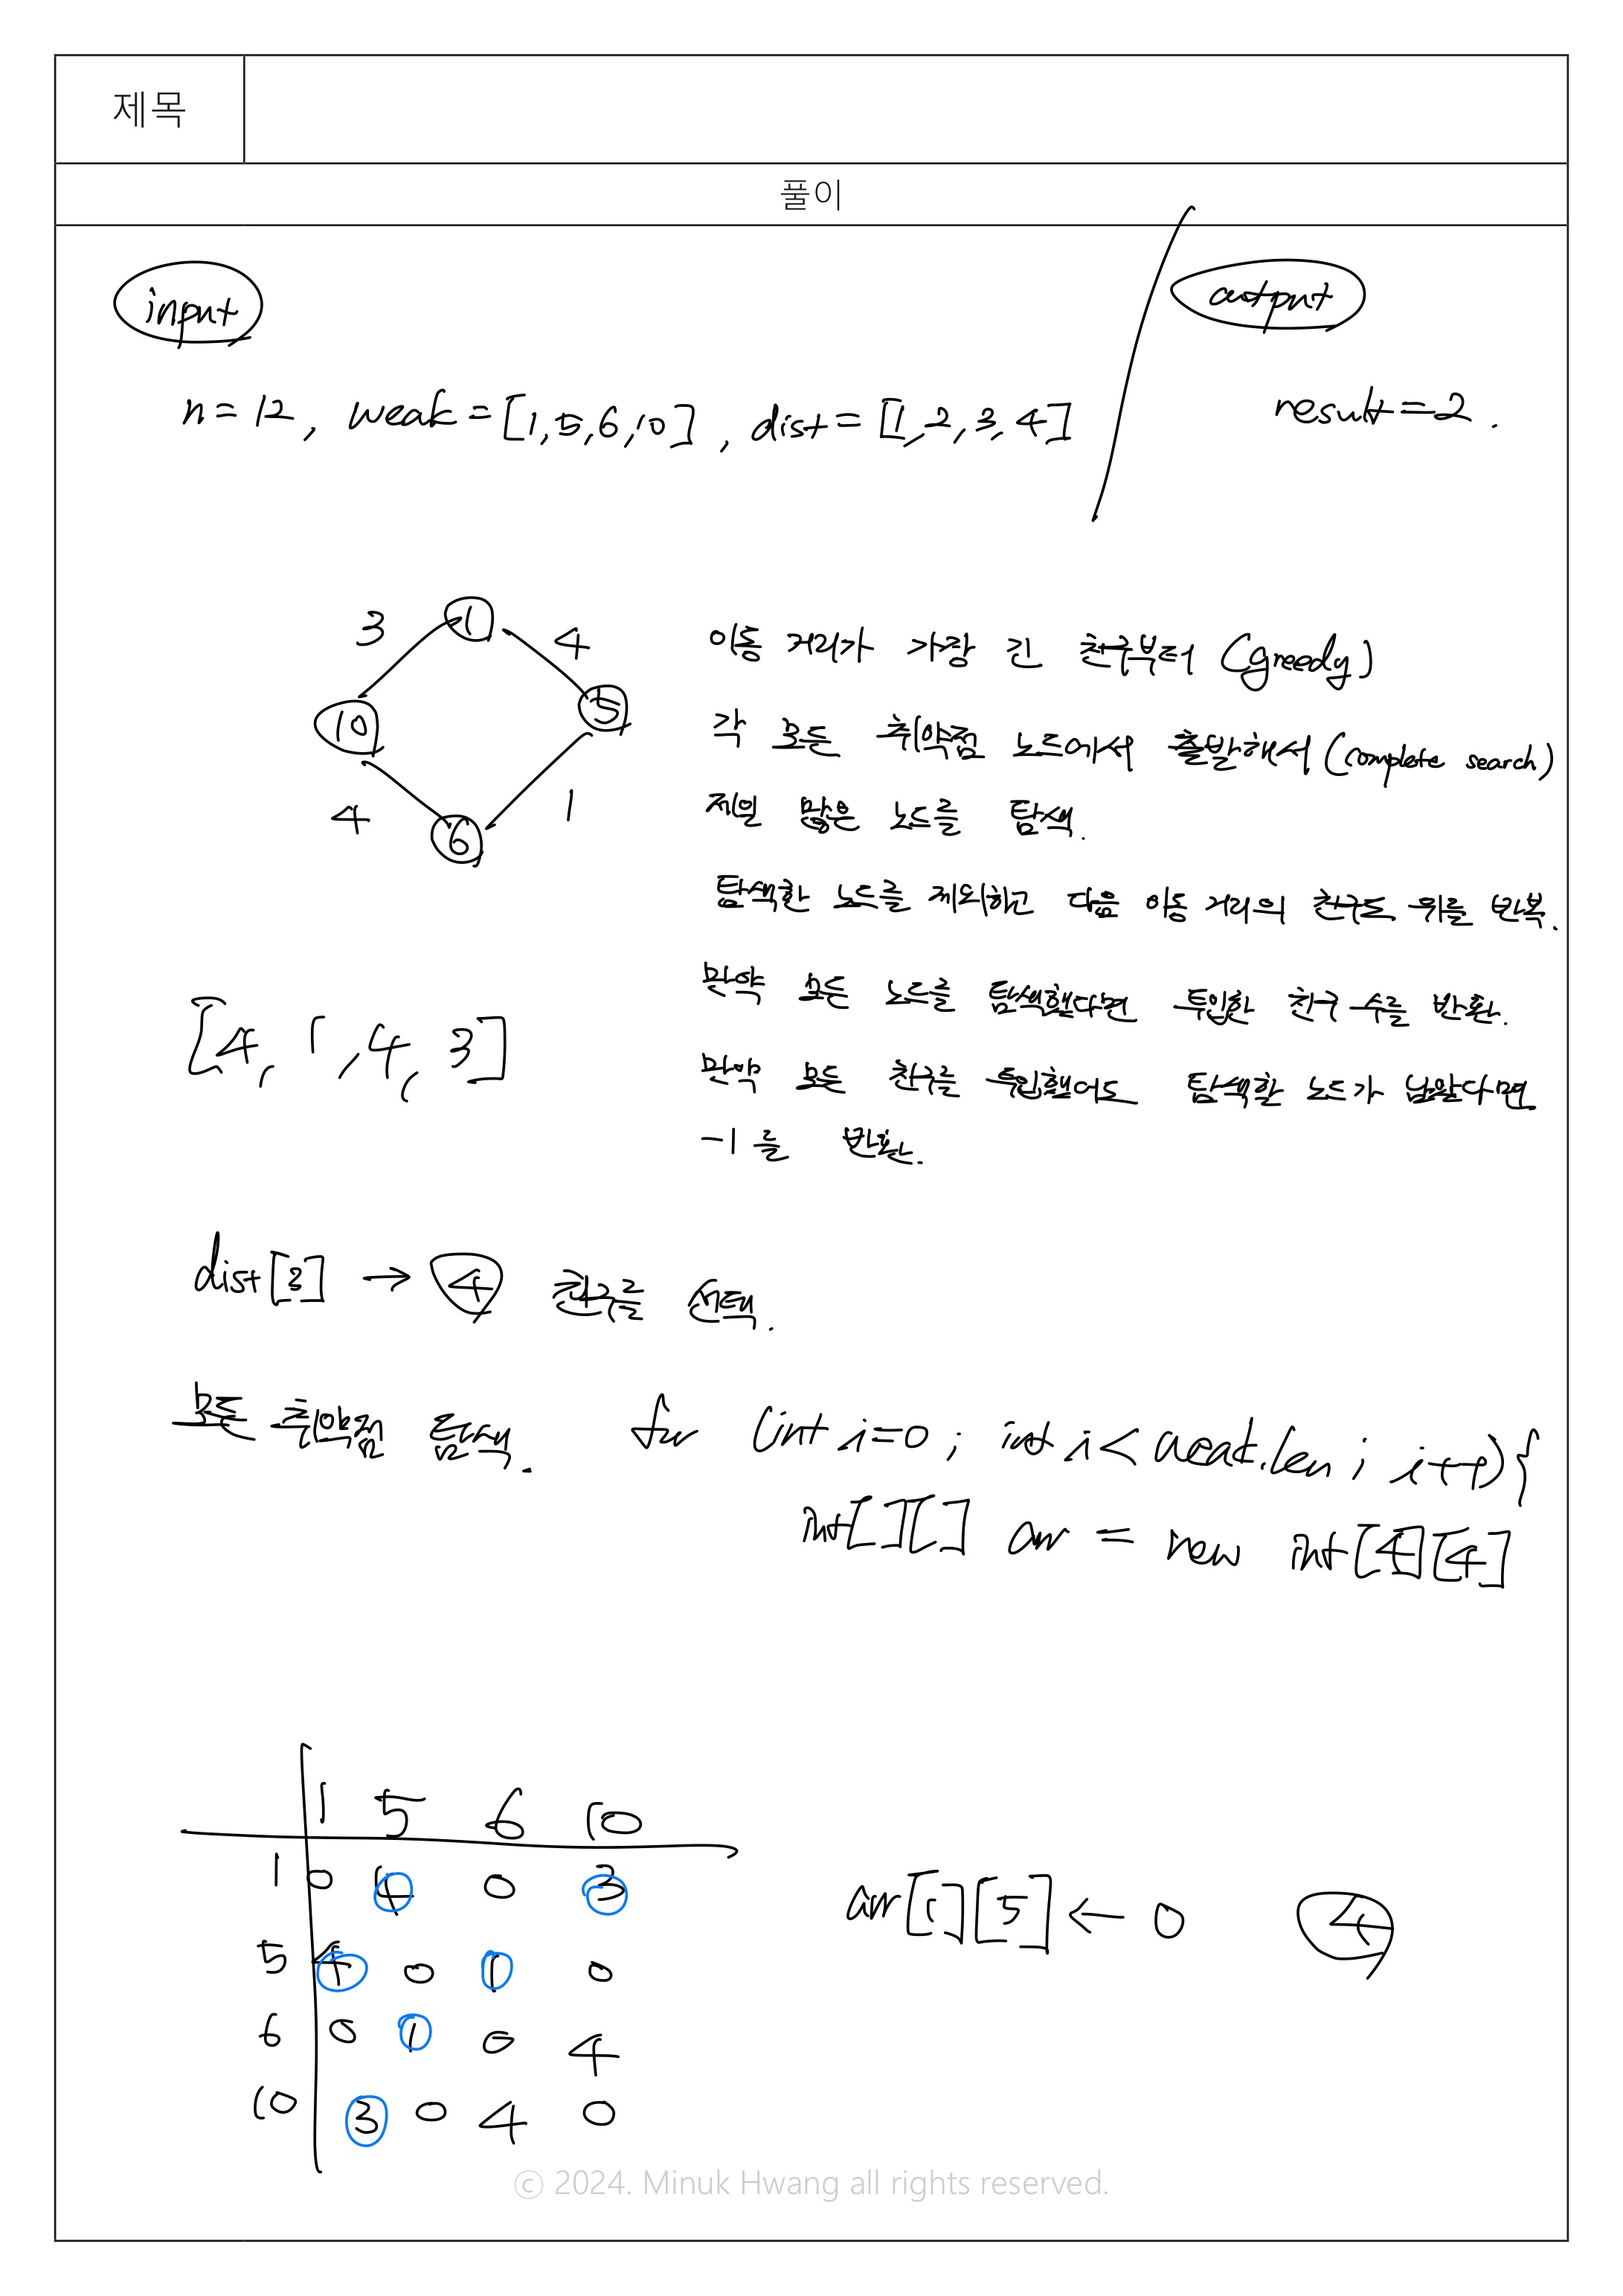 제목
풀이
input
output
n = 12, weak = [1, 5, 6, 10], dist = [1, 2, 3, 4]
result = 2.
3 1 4
10 5
4 6 1
이동 거리가 가장 긴 친구부터 (greedy)
각 모든 취약점 노드에서 출발해서 (complete search)
제일 많은 노드를 탐색.
탐색한 노드를 제외하고 다음 이동 거리의 친구도 위를 반복.
만약 모든 노드를 탐색했다면 투입한 친구 수를 반환.
만약 모든 친구를 투입했어도 탐색할 노드가 남았다면
-1 를 반환.
[4, 1, 4, 3]
dist[3] → 4 친구를 선택.
모든 취약점 탐색.
for (int i=0 ; int i < weak.len ; i++) {
int[][] arr = new int[4][4]
1 5 6 10
1 0 4 0 3
5 4 0 1 0
6 0 1 0 4
10 3 0 4 0
arr[1][5] ← 0 4
© 2024. Minuk Hwang all rights reserved.